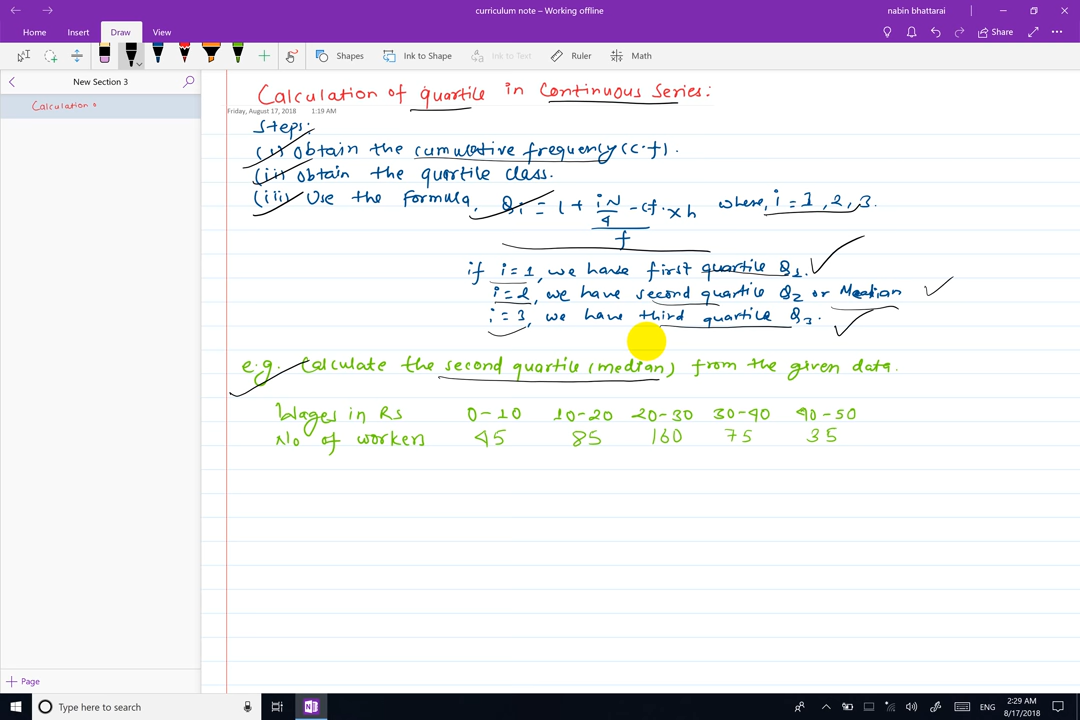 curriculum note – Working offline
nabin bhattarai
Home Insert Draw View
Share
Shapes Ink to Shape Ink to Text Ruler Math
New Section 3
Calculation
Calculation of quartile in Continuous Series:
Friday, August 17, 2018 1:19 AM
Steps:
(i) Obtain the cumulative frequency (c.f).
(ii) Obtain the quartile class.
(iii) Use the formula, Qi = l + (iN/4 - cf.)/f × h where, i = 1, 2, 3.
if i = 1, we have first quartile Q1
i = 2, we have second quartile Q2 or Median
i = 3, we have third quartile Q3.
e.g. Calculate the second quartile (median) from the given data.
Wages in Rs 0-10 10-20 20-30 30-40 40-50
No of workers 45 85 160 75 35
+ Page
Type here to search
ENG
2:29 AM
8/17/2018